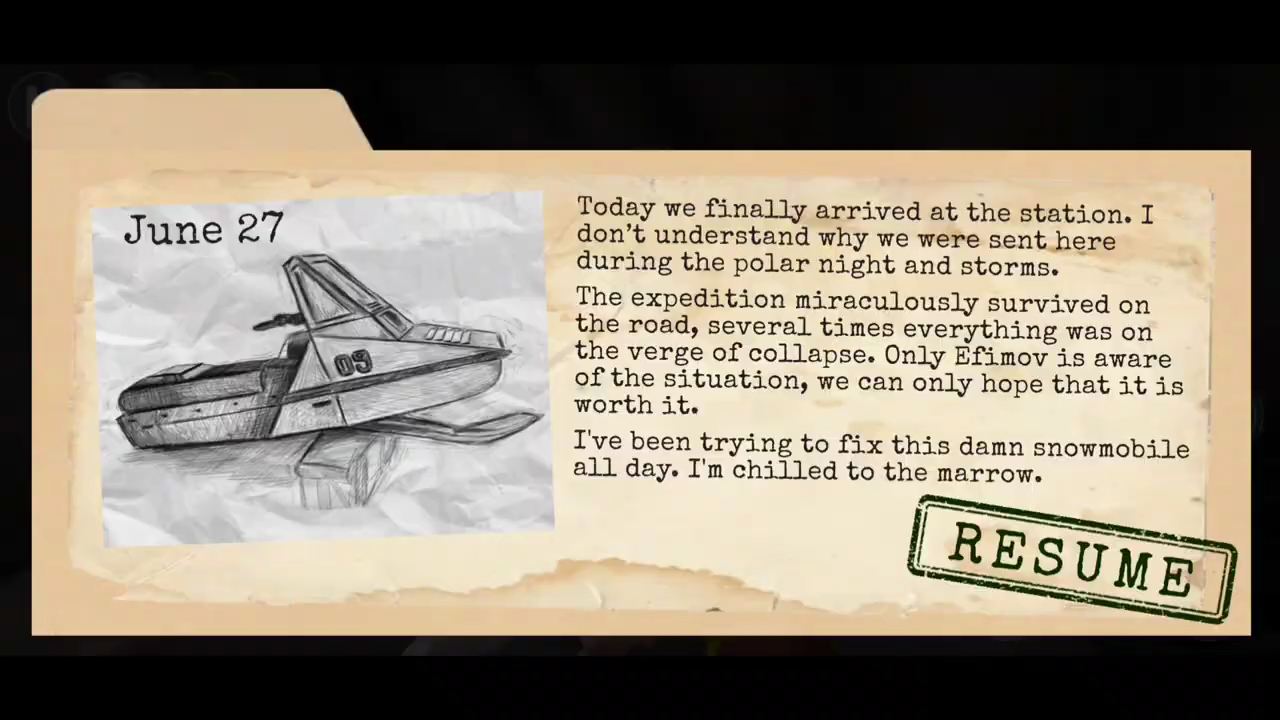 June 27
09
Today we finally arrived at the station. I
don't understand why we were sent here
during the polar night and storms.
The expedition miraculously survived on
the road, several times everything was on
the verge of collapse. Only Efimov is aware
of the situation, we can only hope that it is
worth it.
I've been trying to fix this damn snowmobile
all day. I'm chilled to the marrow.
RESUME